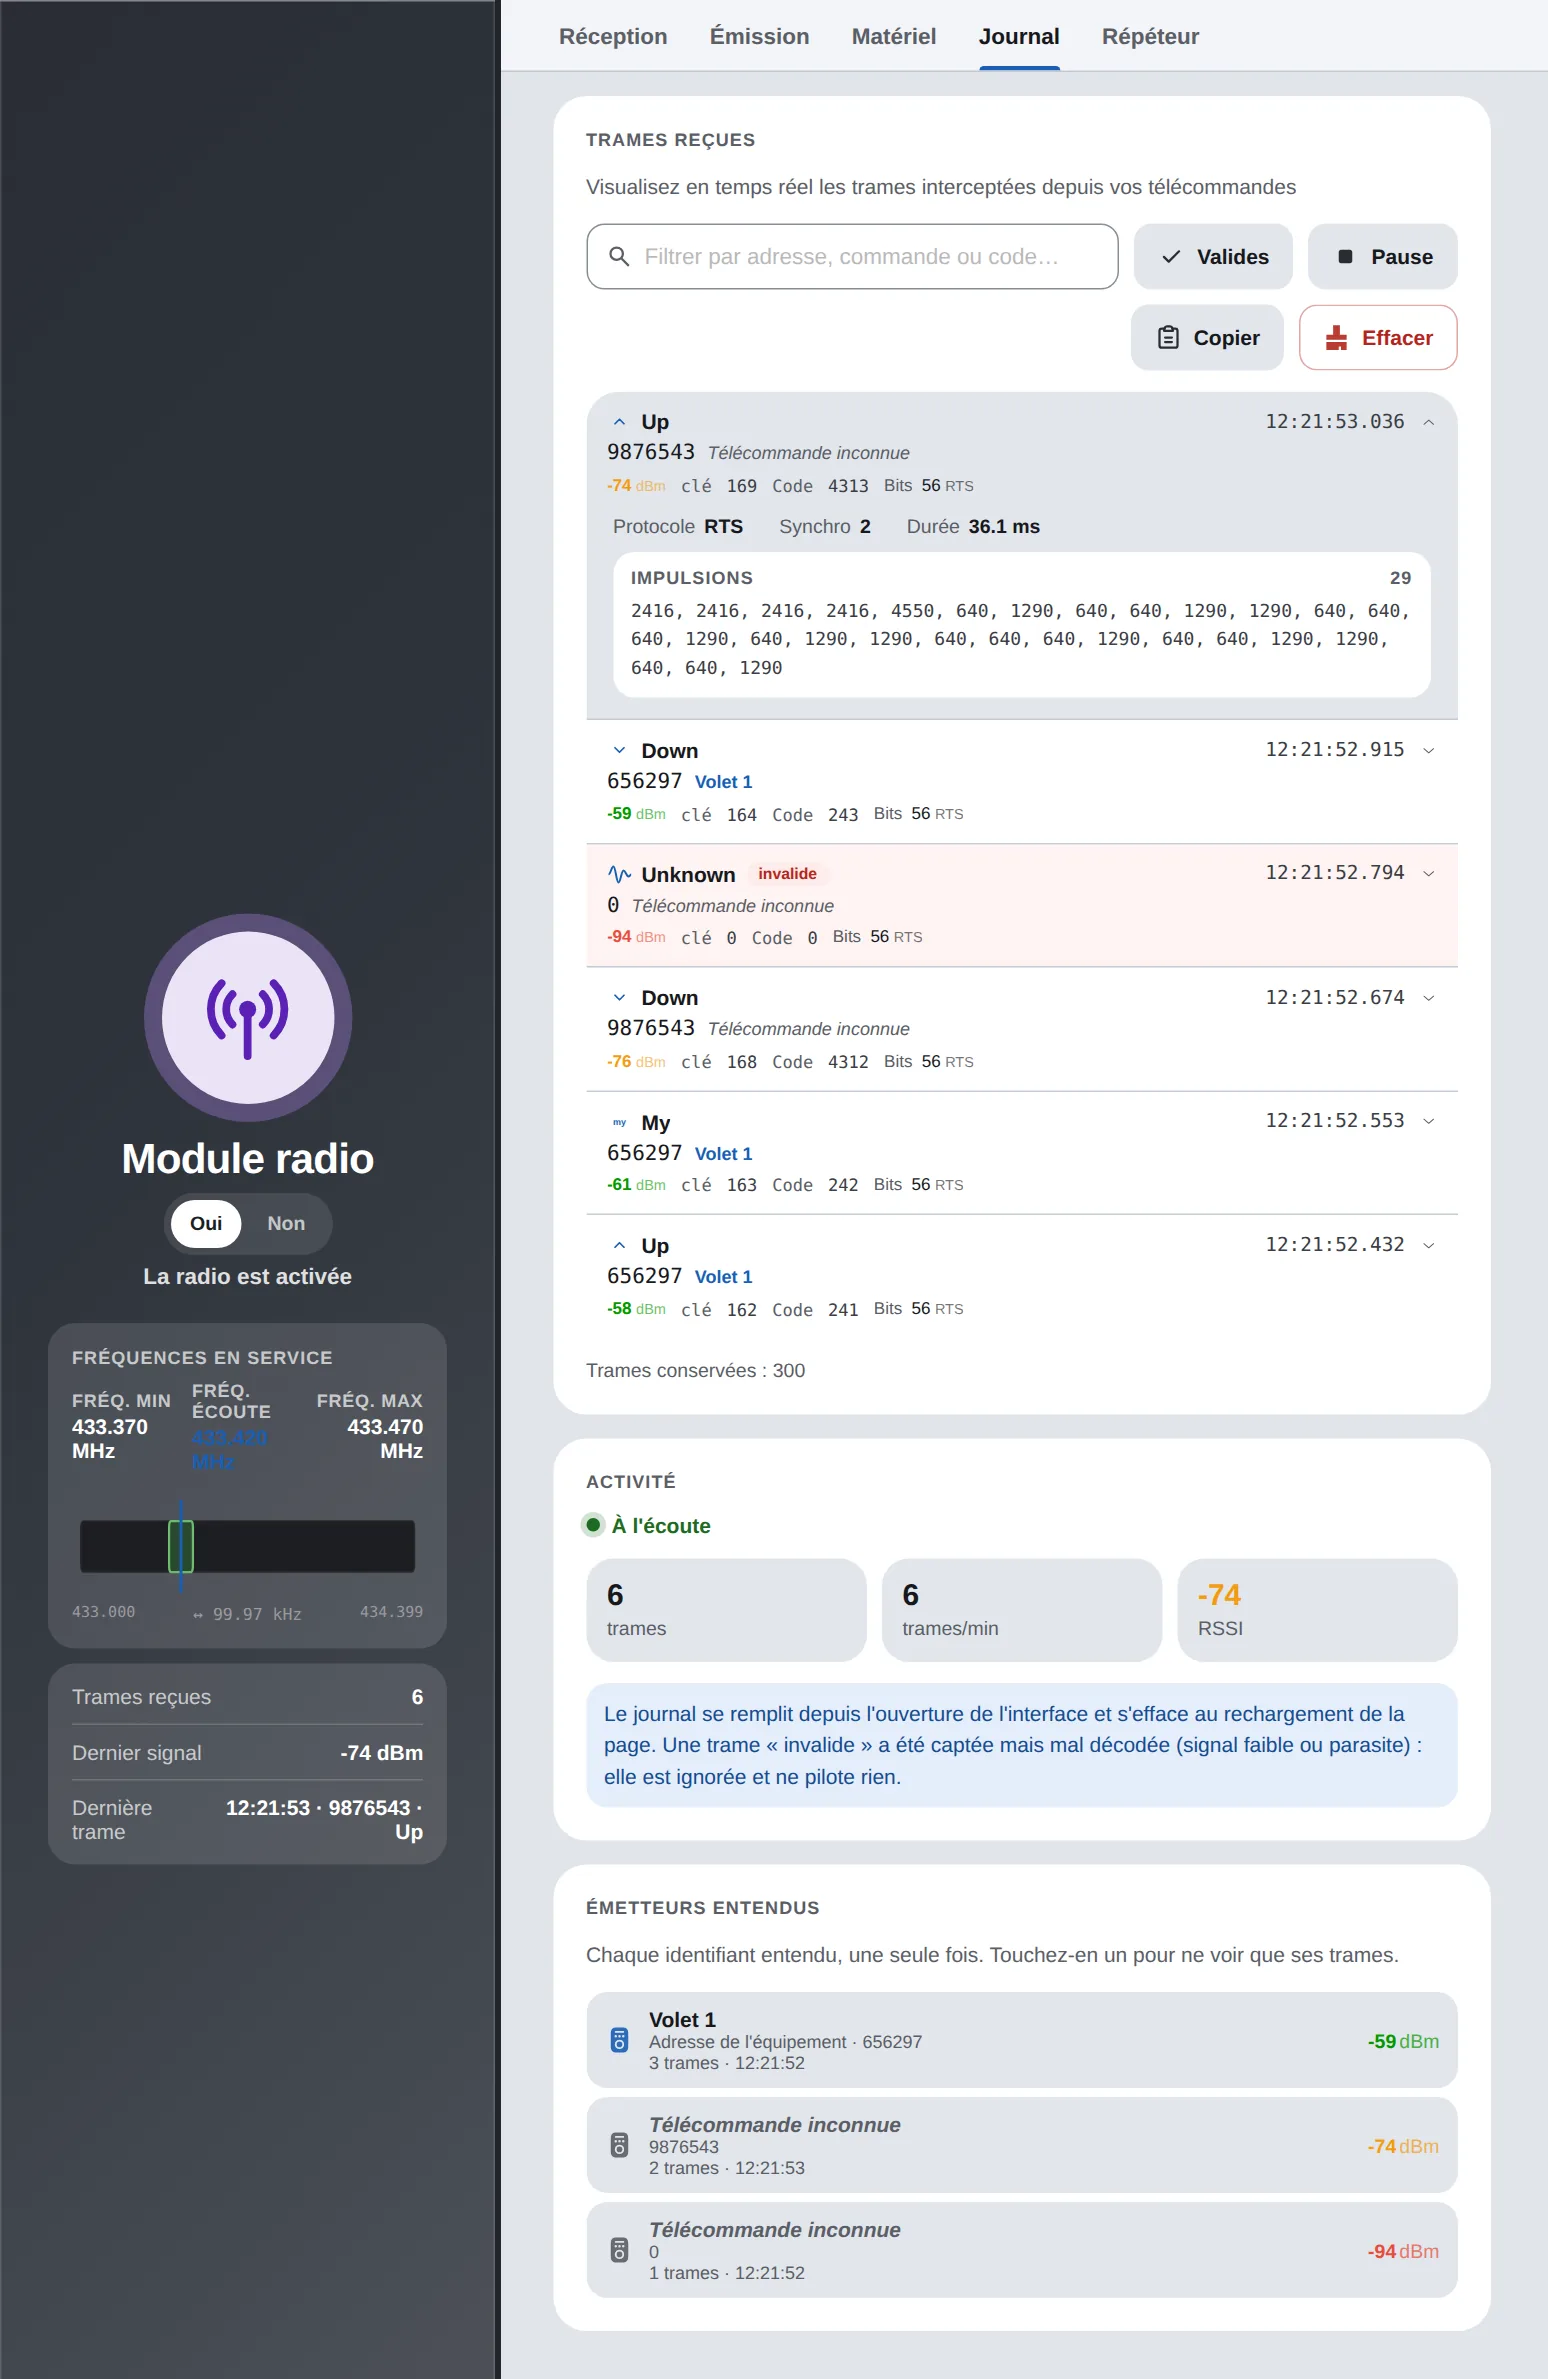 Module radio
Oui Non
La radio est activée
FRÉQUENCES EN SERVICE
FRÉQ. MIN FRÉQ. ÉCOUTE FRÉQ. MAX
433.370 MHz 433.420 MHz 433.470 MHz
433.000 ↔ 99.97 kHz 434.399
Trames reçues 6
Dernier signal -74 dBm
Dernière trame 12:21:53 · 9876543 · Up
Réception Émission Matériel Journal Répéteur
TRAMES REÇUES
Visualisez en temps réel les trames interceptées depuis vos télécommandes
Filtrer par adresse, commande ou code… Valides Pause
Copier Effacer
Up 12:21:53.036
9876543 Télécommande inconnue
-74 dBm clé 169 Code 4313 Bits 56 RTS
Protocole RTS Synchro 2 Durée 36.1 ms
IMPULSIONS 29
2416, 2416, 2416, 2416, 4550, 640, 1290, 640, 640, 1290, 1290, 640, 640,
640, 1290, 640, 1290, 1290, 640, 640, 640, 1290, 640, 640, 1290, 1290,
640, 640, 1290
Down 12:21:52.915
656297 Volet 1
-59 dBm clé 164 Code 243 Bits 56 RTS
Unknown invalide 12:21:52.794
0 Télécommande inconnue
-94 dBm clé 0 Code 0 Bits 56 RTS
Down 12:21:52.674
9876543 Télécommande inconnue
-76 dBm clé 168 Code 4312 Bits 56 RTS
my My 12:21:52.553
656297 Volet 1
-61 dBm clé 163 Code 242 Bits 56 RTS
Up 12:21:52.432
656297 Volet 1
-58 dBm clé 162 Code 241 Bits 56 RTS
Trames conservées : 300
ACTIVITÉ
À l'écoute
6 6 -74
trames trames/min RSSI
Le journal se remplit depuis l'ouverture de l'interface et s'efface au rechargement de la
page. Une trame « invalide » a été captée mais mal décodée (signal faible ou parasite) :
elle est ignorée et ne pilote rien.
ÉMETTEURS ENTENDUS
Chaque identifiant entendu, une seule fois. Touchez-en un pour ne voir que ses trames.
Volet 1
Adresse de l'équipement · 656297 -59 dBm
3 trames · 12:21:52
Télécommande inconnue
9876543 -74 dBm
2 trames · 12:21:53
Télécommande inconnue
0 -94 dBm
1 trames · 12:21:52